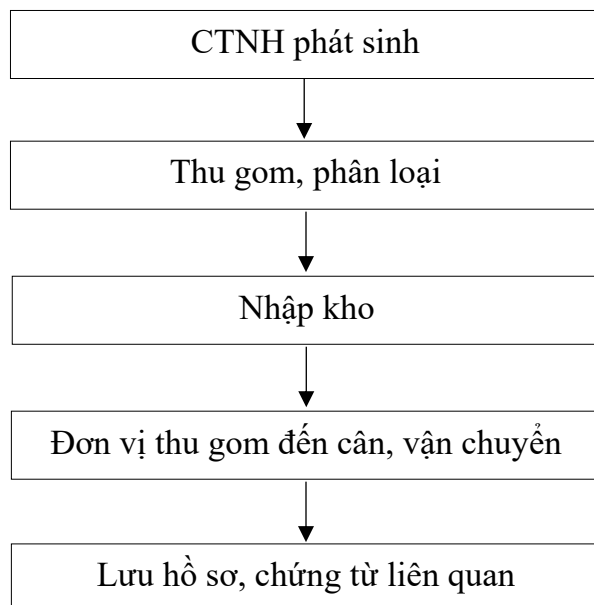 CTNH phát sinh
Thu gom, phân loại
Nhập kho
Đơn vị thu gom đến cân, vận chuyển
Lưu hồ sơ, chứng từ liên quan